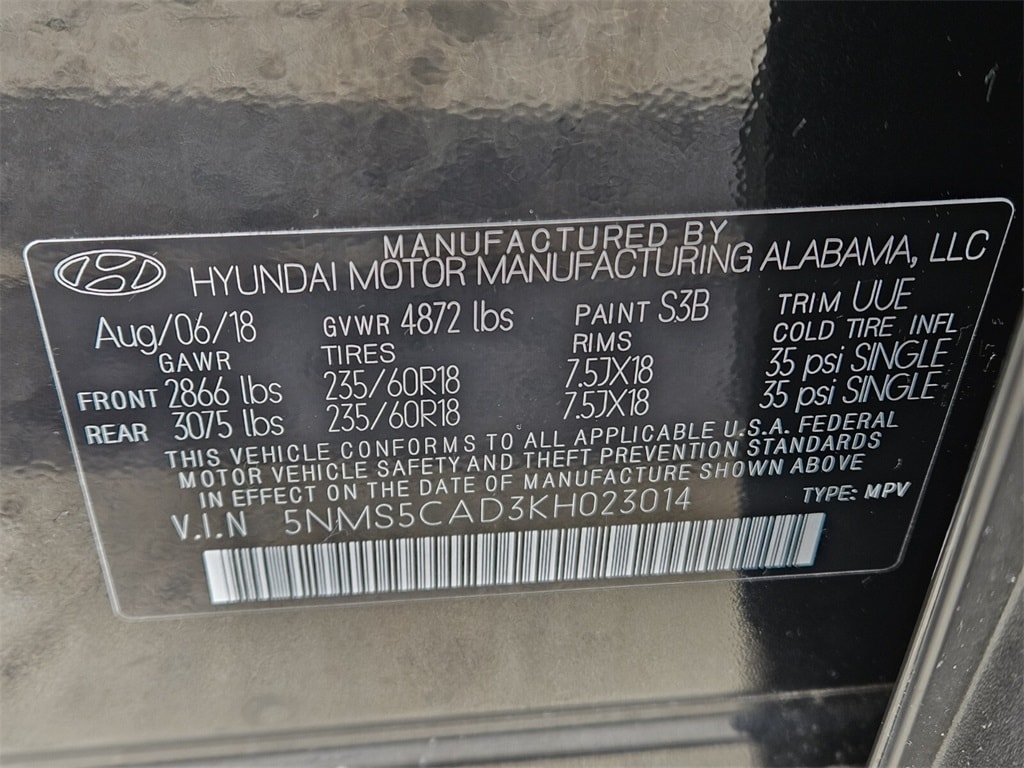 MANUFACTURED BY
HYUNDAI MOTOR MANUFACTURING ALABAMA, LLC
Aug/06/18 GVWR 4872 lbs PAINT S3B TRIM UUE
GAWR TIRES RIMS COLD TIRE INFL
FRONT 2866 lbs 235/60R18 7.5JX18 35 psi SINGLE
REAR 3075 lbs 235/60R18 7.5JX18 35 psi SINGLE
THIS VEHICLE CONFORMS TO ALL APPLICABLE U.S.A. FEDERAL
MOTOR VEHICLE SAFETY AND THEFT PREVENTION STANDARDS
IN EFFECT ON THE DATE OF MANUFACTURE SHOWN ABOVE
V.I.N 5NMS5CAD3KH023014 TYPE: MPV